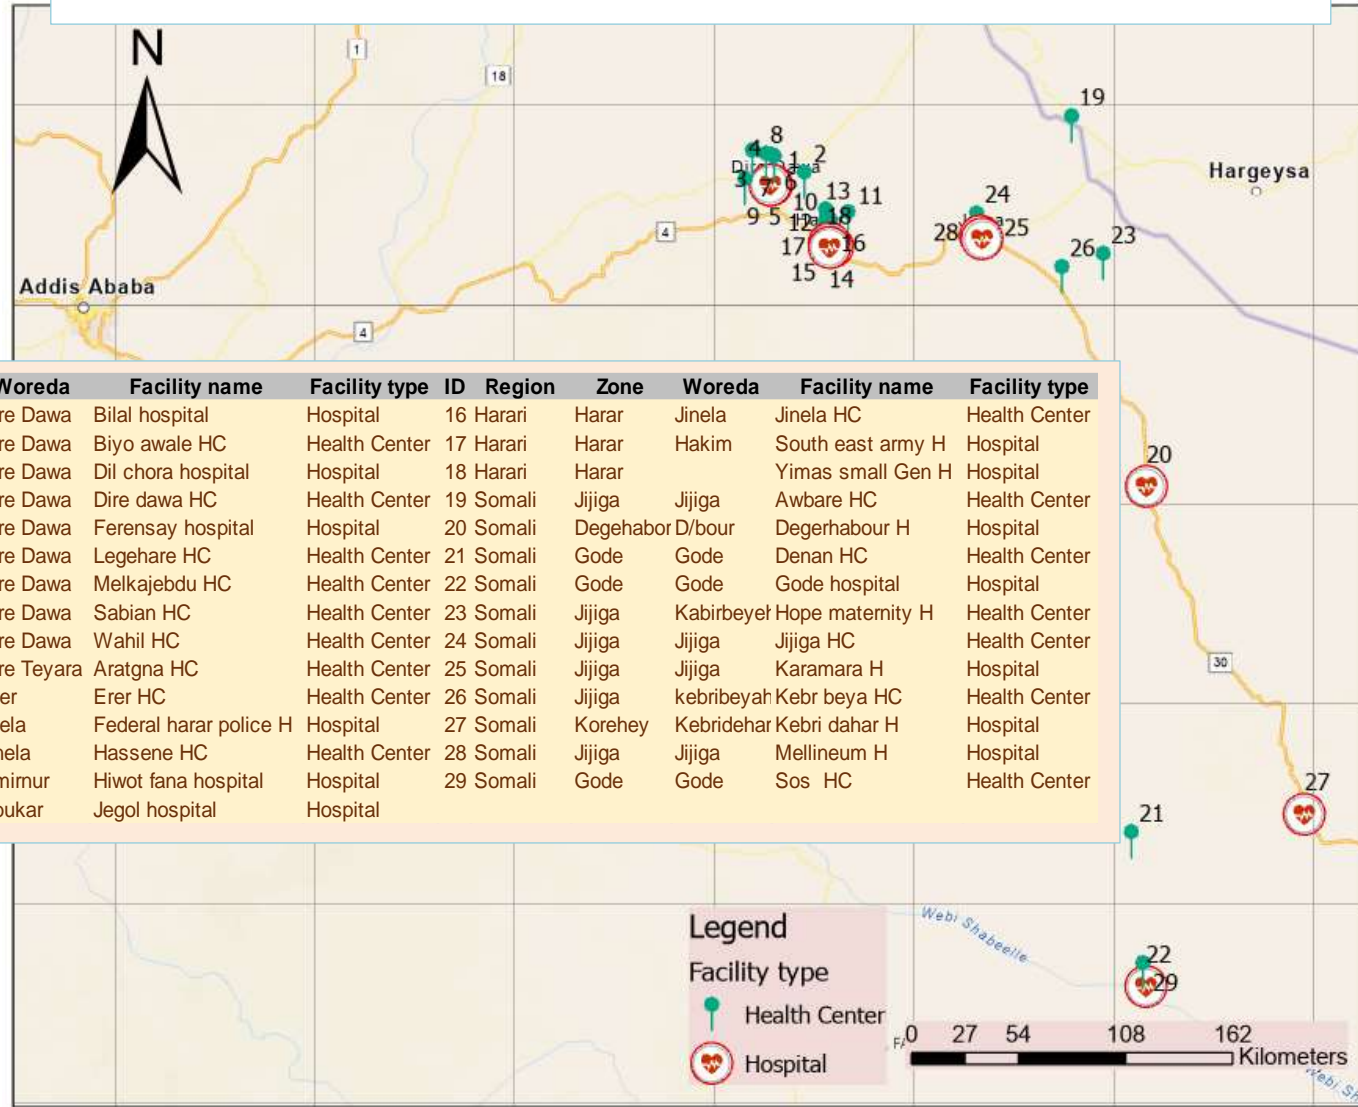 N
1
18
19
Hargeysa
8
4
1
2
3
7
6
9
5
10
13
11
12
18
17
16
15
14
24
28
25
26
23
4
4
Addis Ababa
Woreda Facility name Facility type ID Region Zone Woreda Facility name Facility type
re Dawa Bilal hospital Hospital 16 Harari Harar Jinela Jinela HC Health Center
re Dawa Biyo awale HC Health Center 17 Harari Harar Hakim South east army H Hospital
re Dawa Dil chora hospital Hospital 18 Harari Harar Yimas small Gen H Hospital
re Dawa Dire dawa HC Health Center 19 Somali Jijiga Jijiga Awbare HC Health Center
re Dawa Ferensay hospital Hospital 20 Somali Degehabor D/bour Degerhabour H Hospital
re Dawa Legehare HC Health Center 21 Somali Gode Gode Denan HC Health Center
re Dawa Melkajebdu HC Health Center 22 Somali Gode Gode Gode hospital Hospital
re Dawa Sabian HC Health Center 23 Somali Jijiga Kabirbeyeh Hope maternity H Health Center
re Dawa Wahil HC Health Center 24 Somali Jijiga Jijiga Jijiga HC Health Center
re Teyara Aratgna HC Health Center 25 Somali Jijiga Jijiga Karamara H Hospital
er Erer HC Health Center 26 Somali Jijiga kebribeyah Kebr beya HC Health Center
ela Federal harar police H Hospital 27 Somali Korehey Kebridehar Kebri dahar H Hospital
nela Hassene HC Health Center 28 Somali Jijiga Jijiga Mellineum H Hospital
mirnur Hiwot fana hospital Hospital 29 Somali Gode Gode Sos HC Health Center
oukar Jegol hospital Hospital
20
30
27
21
Webi Shabeelle
22
29
Legend
Facility type
Health Center
Hospital
0 27 54 108 162
Kilometers